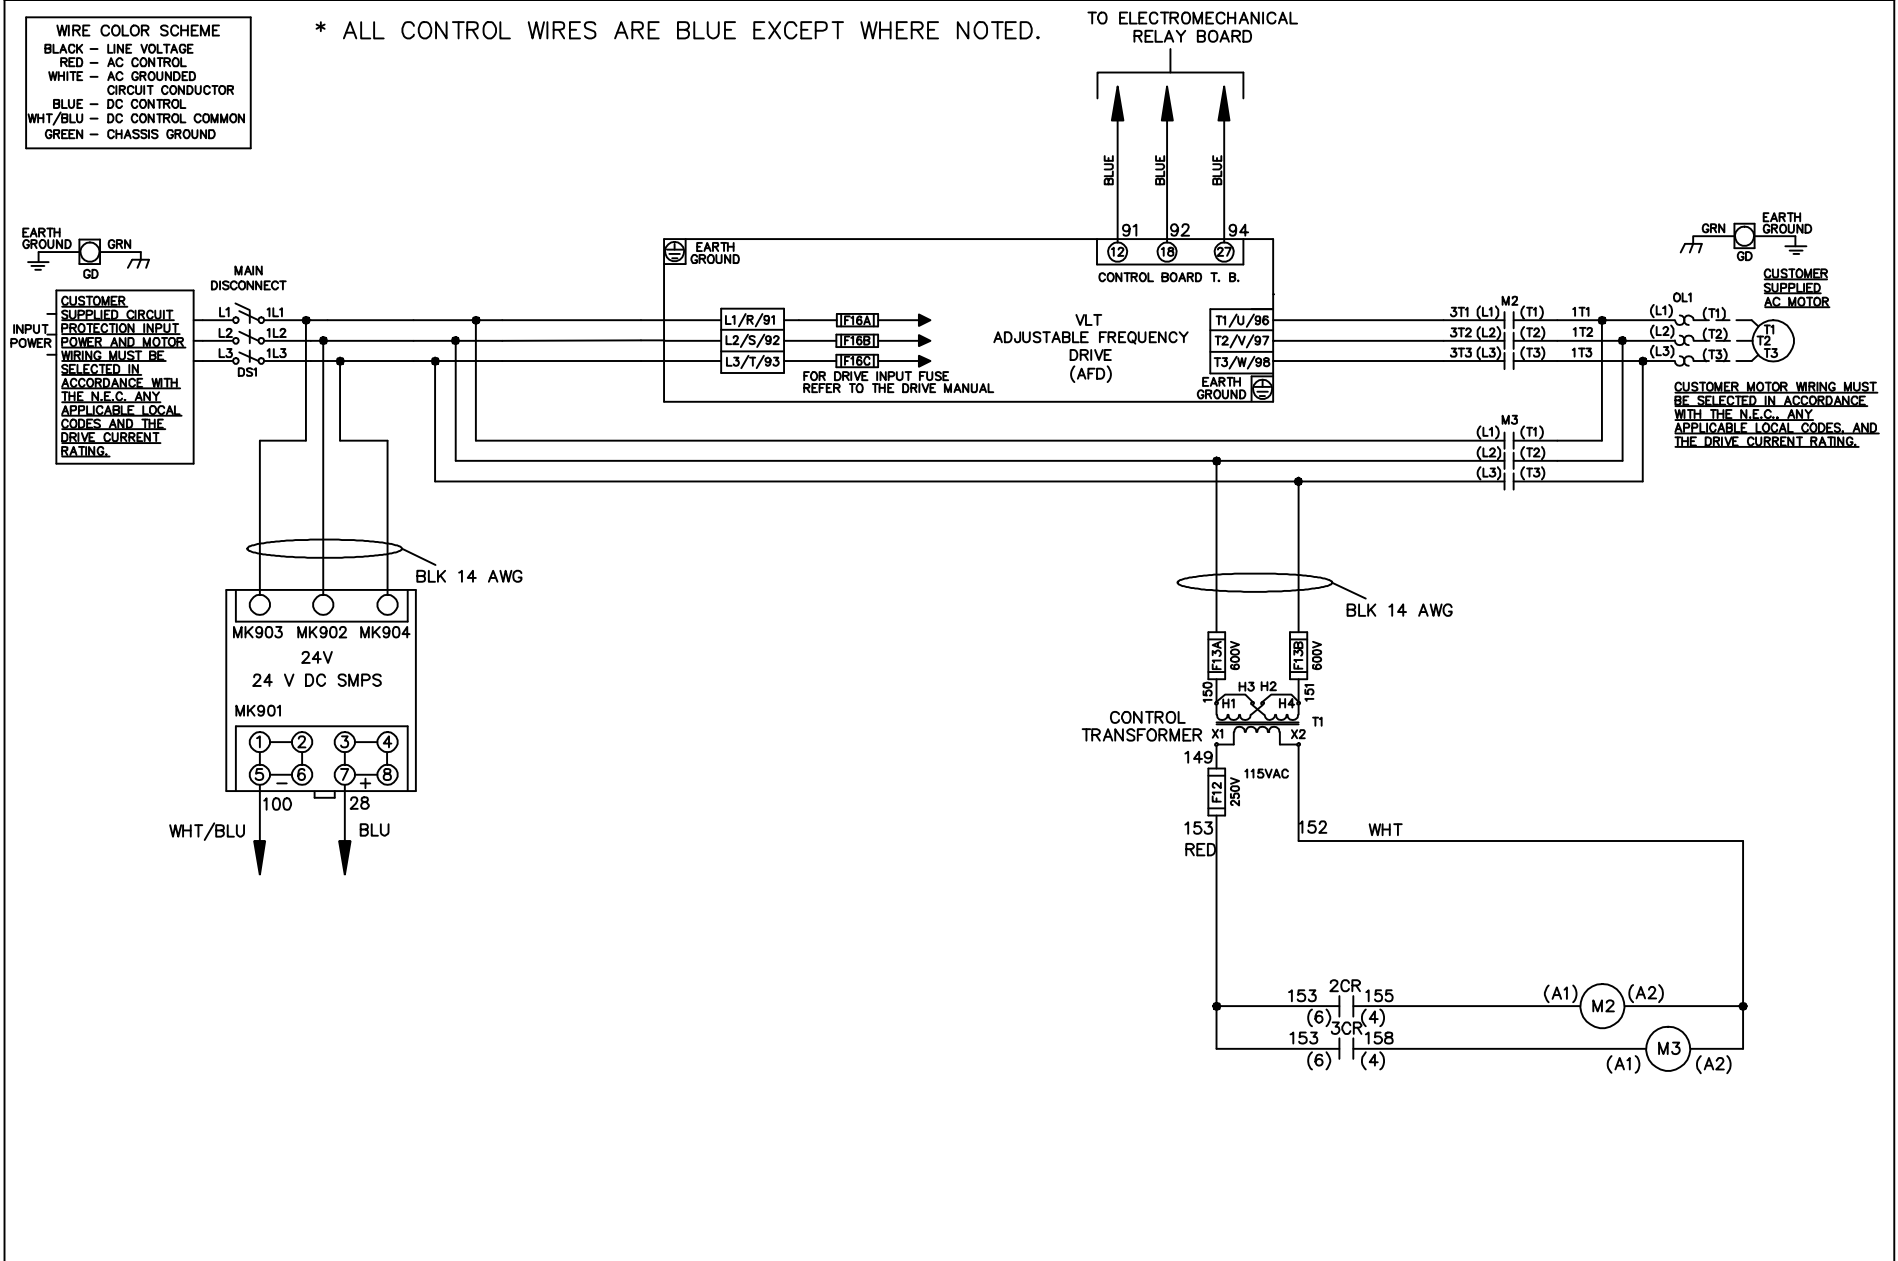 WIRE COLOR SCHEME
BLACK – LINE VOLTAGE
RED – AC CONTROL
WHITE – AC GROUNDED
CIRCUIT CONDUCTOR
BLUE – DC CONTROL
WHT/BLU – DC CONTROL COMMON
GREEN – CHASSIS GROUND
* ALL CONTROL WIRES ARE BLUE EXCEPT WHERE NOTED.
TO ELECTROMECHANICAL
RELAY BOARD
BLUE
BLUE
BLUE
91 92 94
12 18 27
CONTROL BOARD T. B.
EARTH
GROUND
GRN
GD
MAIN
DISCONNECT
INPUT
POWER
CUSTOMER
SUPPLIED CIRCUIT
PROTECTION INPUT
POWER AND MOTOR
WIRING MUST BE
SELECTED IN
ACCORDANCE WITH
THE N.E.C. ANY
APPLICABLE LOCAL
CODES AND THE
DRIVE CURRENT
RATING.
L1 1L1
L2 1L2
L3 1L3
DS1
EARTH
GROUND
L1/R/91 IF16A
L2/S/92 IF16B
L3/T/93 IF16C
FOR DRIVE INPUT FUSE
REFER TO THE DRIVE MANUAL
VLT
ADJUSTABLE FREQUENCY
DRIVE
(AFD)
T1/U/96
T2/V/97
T3/W/98
EARTH
GROUND
M2
3T1 (L1) (T1) 1T1
3T2 (L2) (T2) 1T2
3T3 (L3) (T3) 1T3
OL1
(L1) (T1)
(L2) (T2)
(L3) (T3)
T1
T2
T3
GRN
GD
EARTH
GROUND
CUSTOMER
SUPPLIED
AC MOTOR
CUSTOMER MOTOR WIRING MUST
BE SELECTED IN ACCORDANCE
WITH THE N.E.C., ANY
APPLICABLE LOCAL CODES, AND
THE DRIVE CURRENT RATING.
M3
(L1) (T1)
(L2) (T2)
(L3) (T3)
BLK 14 AWG
MK903 MK902 MK904
24V
24 V DC SMPS
MK901
1 2 3 4
5 – 6 7 + 8
100 28
WHT/BLU BLU
BLK 14 AWG
F13A
600V
F13B
600V
150
151
H3 H2
H1 H4
CONTROL
TRANSFORMER
T1
X1 X2
149
115VAC
F12
250V
153
RED
152 WHT
153 2CR 155
(6) (4)
(A1) M2 (A2)
153 3CR 158
(6) (4)
(A1) M3 (A2)